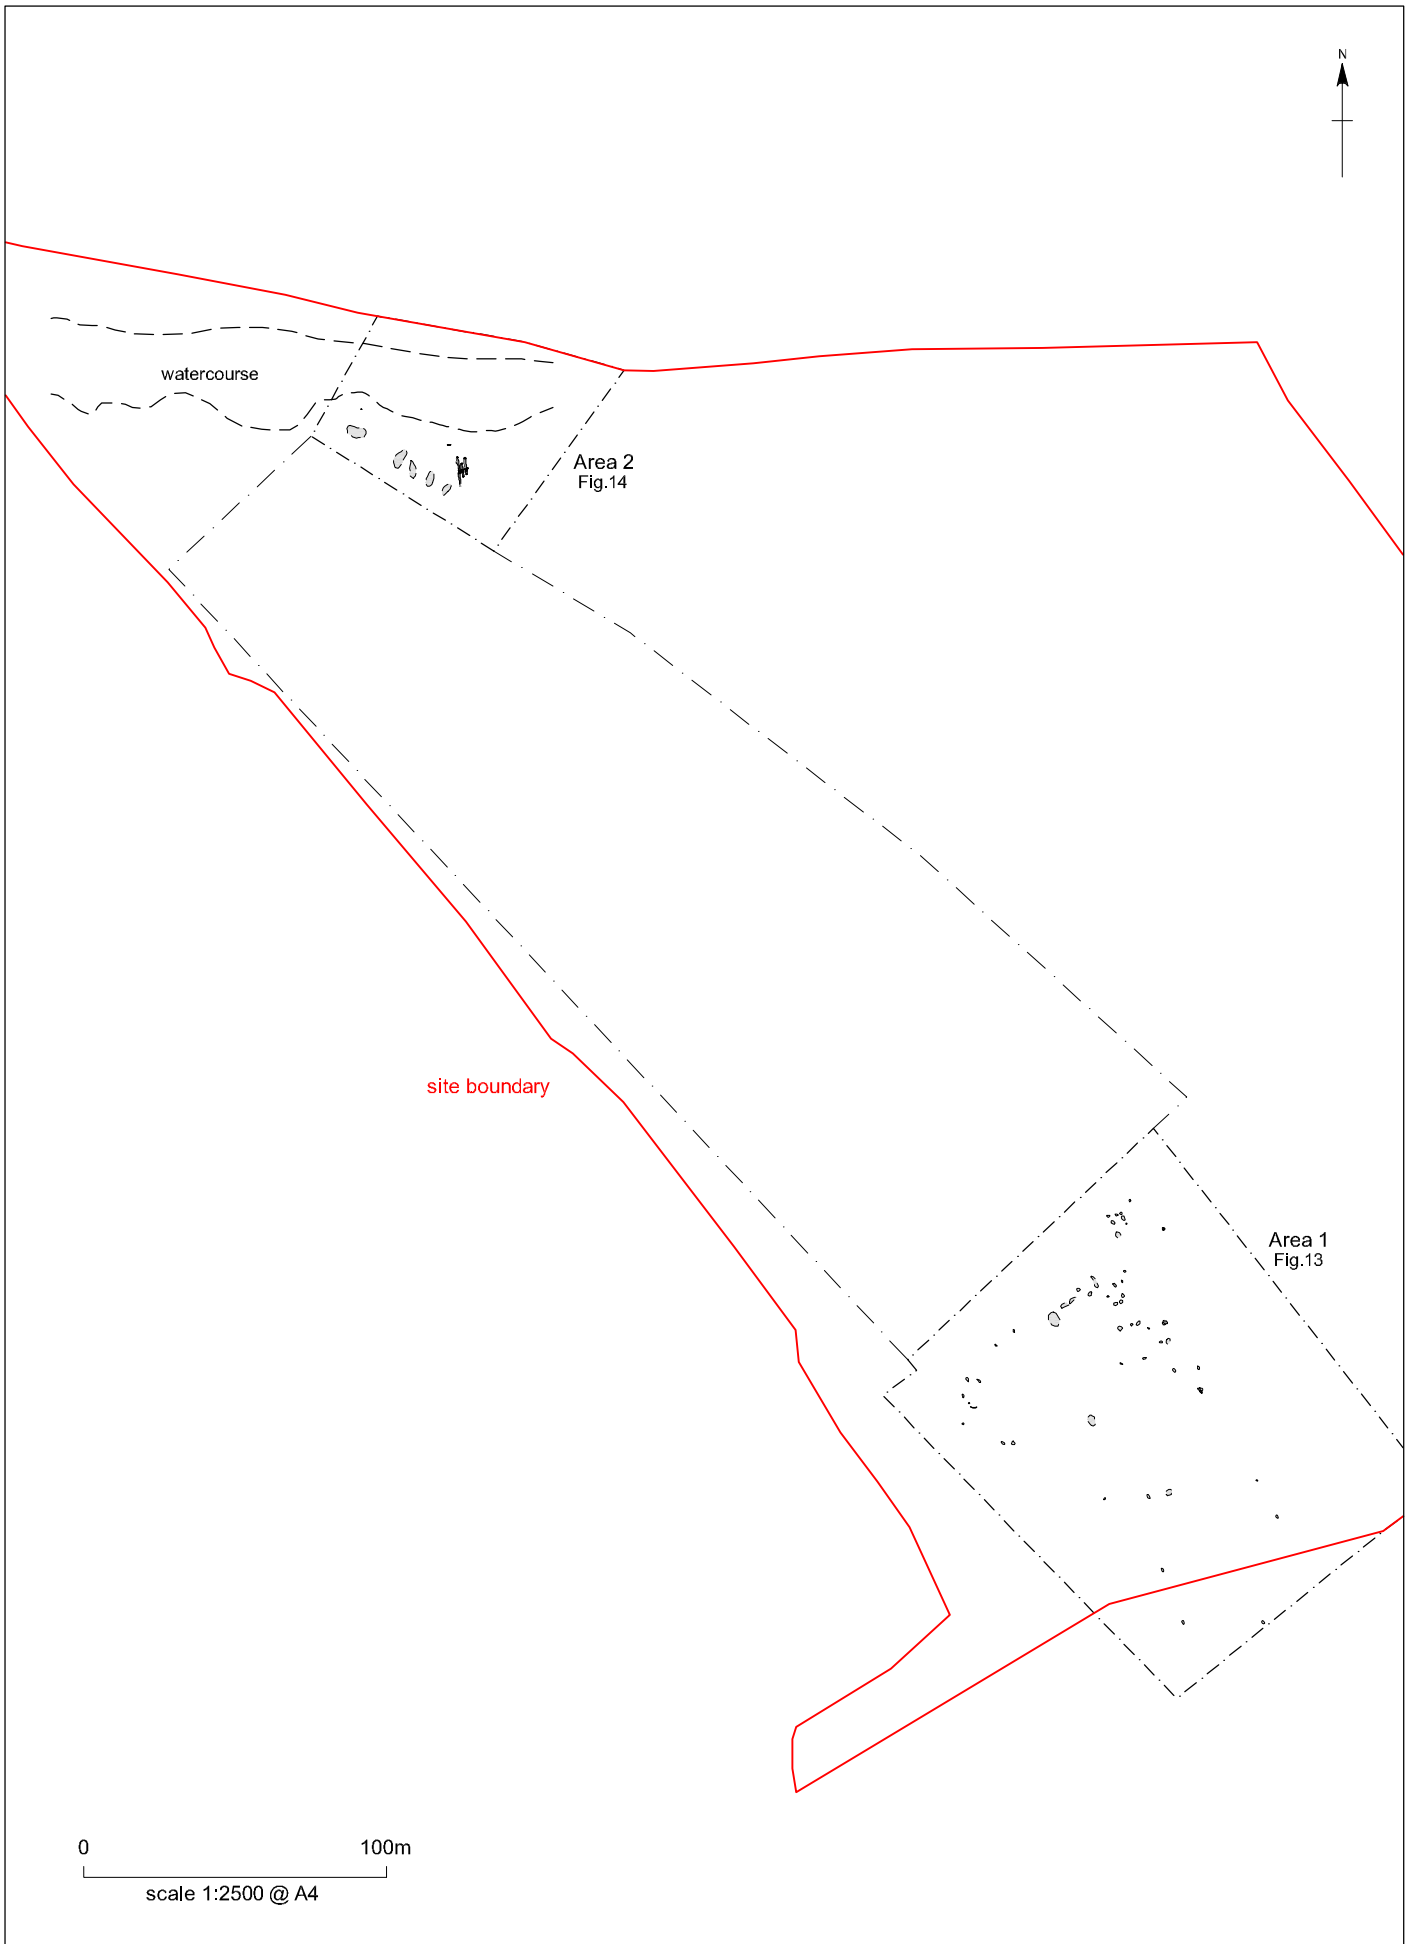 N
watercourse
Area 2
Fig.14
site boundary
Area 1
Fig.13
0 100m
scale 1:2500 @ A4